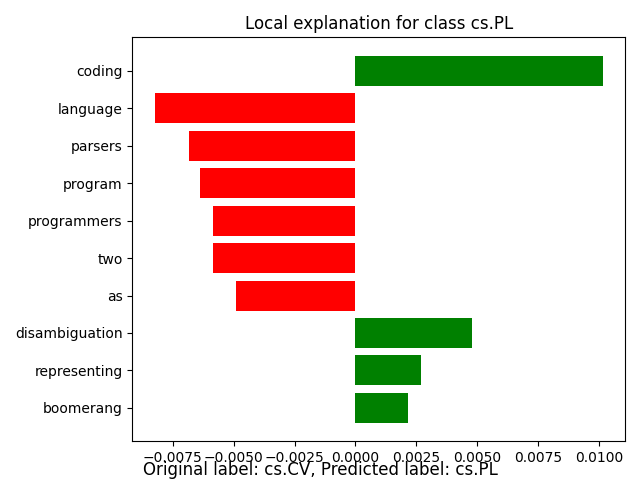 Local explanation for class cs.PL
coding
language
parsers
program
programmers
two
as
disambiguation
representing
boomerang
−0.0075 −0.0050 −0.0025 0.0000 0.0025 0.0050 0.0075 0.0100
Original label: cs.CV, Predicted label: cs.PL